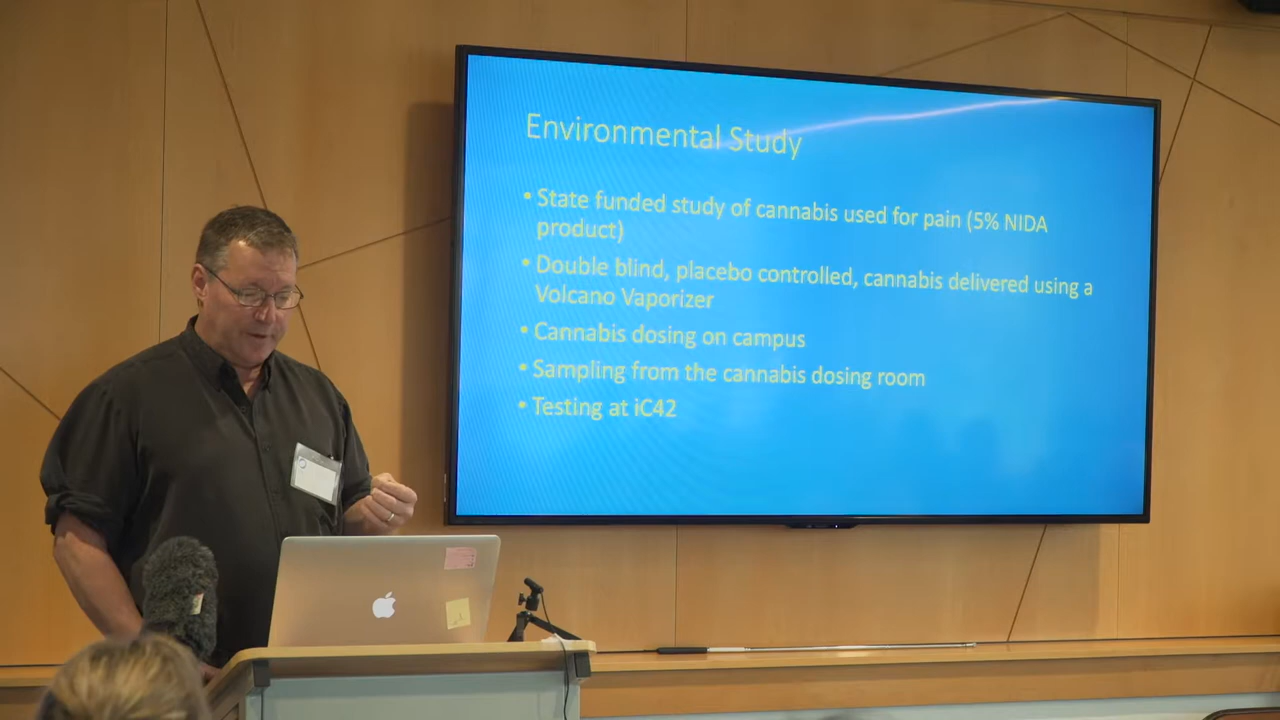 Environmental Study
• State funded study of cannabis used for pain (5% NIDA
product)
• Double blind, placebo controlled, cannabis delivered using a
Volcano Vaporizer
• Cannabis dosing on campus
• Sampling from the cannabis dosing room
• Testing at iC42